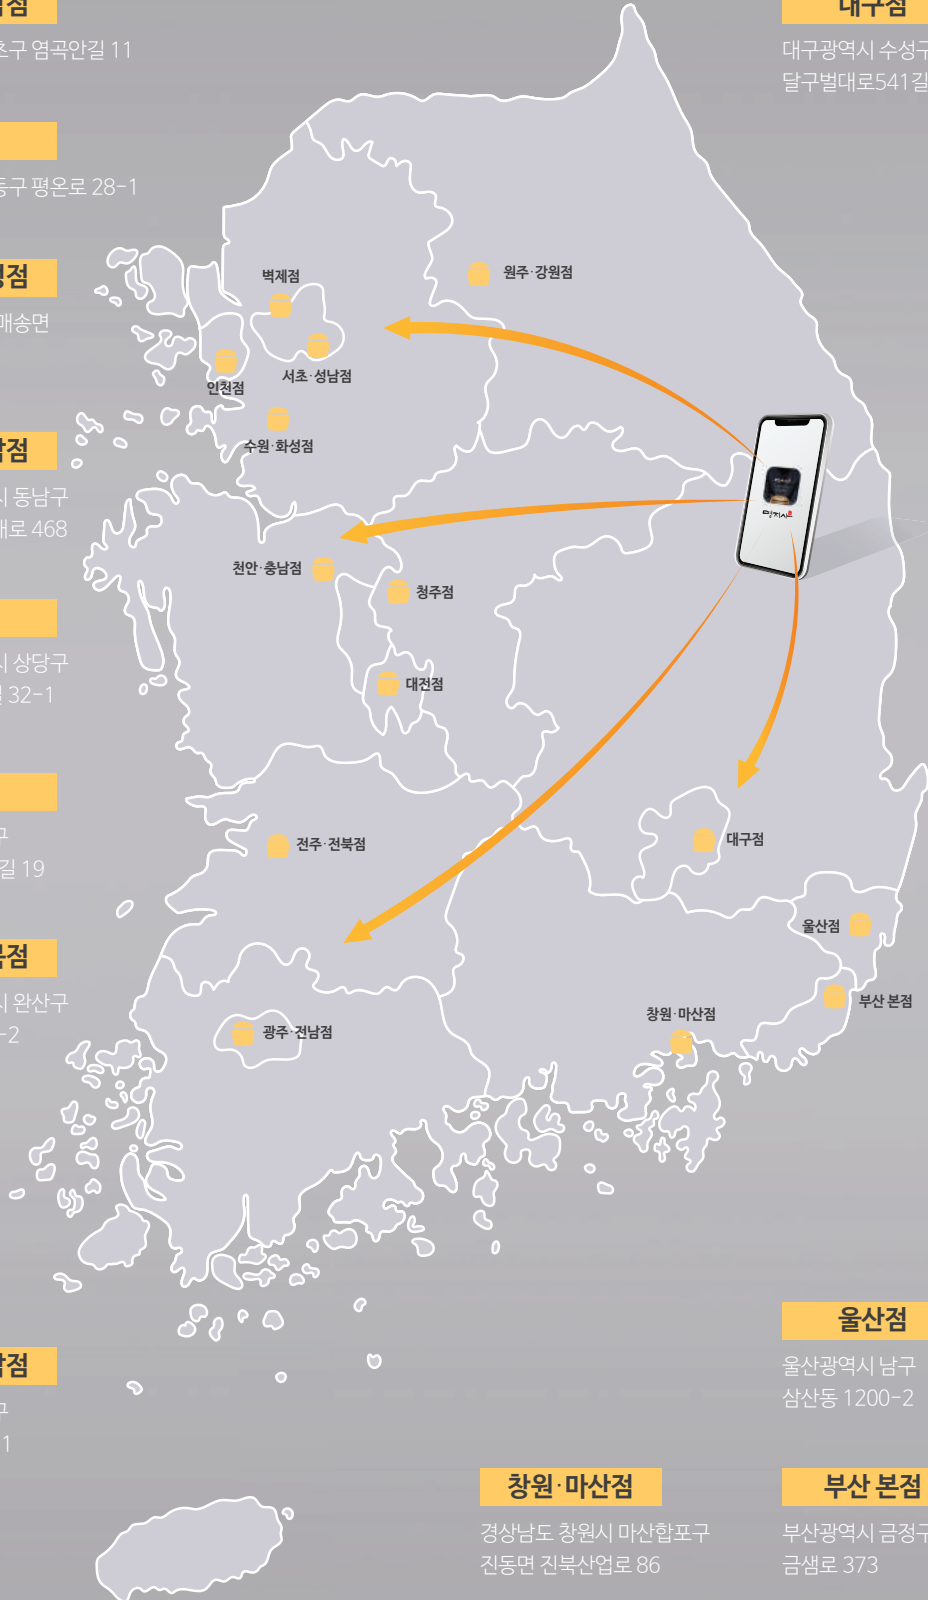 대구점
대구광역시 수성구
달구벌대로541길
초구 염곡안길 11
동구 평온로 28-1
매송면
시 동남구
대로 468
시 상당구
32-1
구
길 19
시 완산구
-2
구
1
벽제점
원주·강원점
서초·성남점
인천점
수원·화성점
천안·충남점
청주점
대전점
전주·전북점
대구점
울산점
부산 본점
창원·마산점
광주·전남점
명지사
울산점
울산광역시 남구
삼산동 1200-2
창원·마산점
경상남도 창원시 마산합포구
진동면 진북산업로 86
부산 본점
부산광역시 금정구
금샘로 373